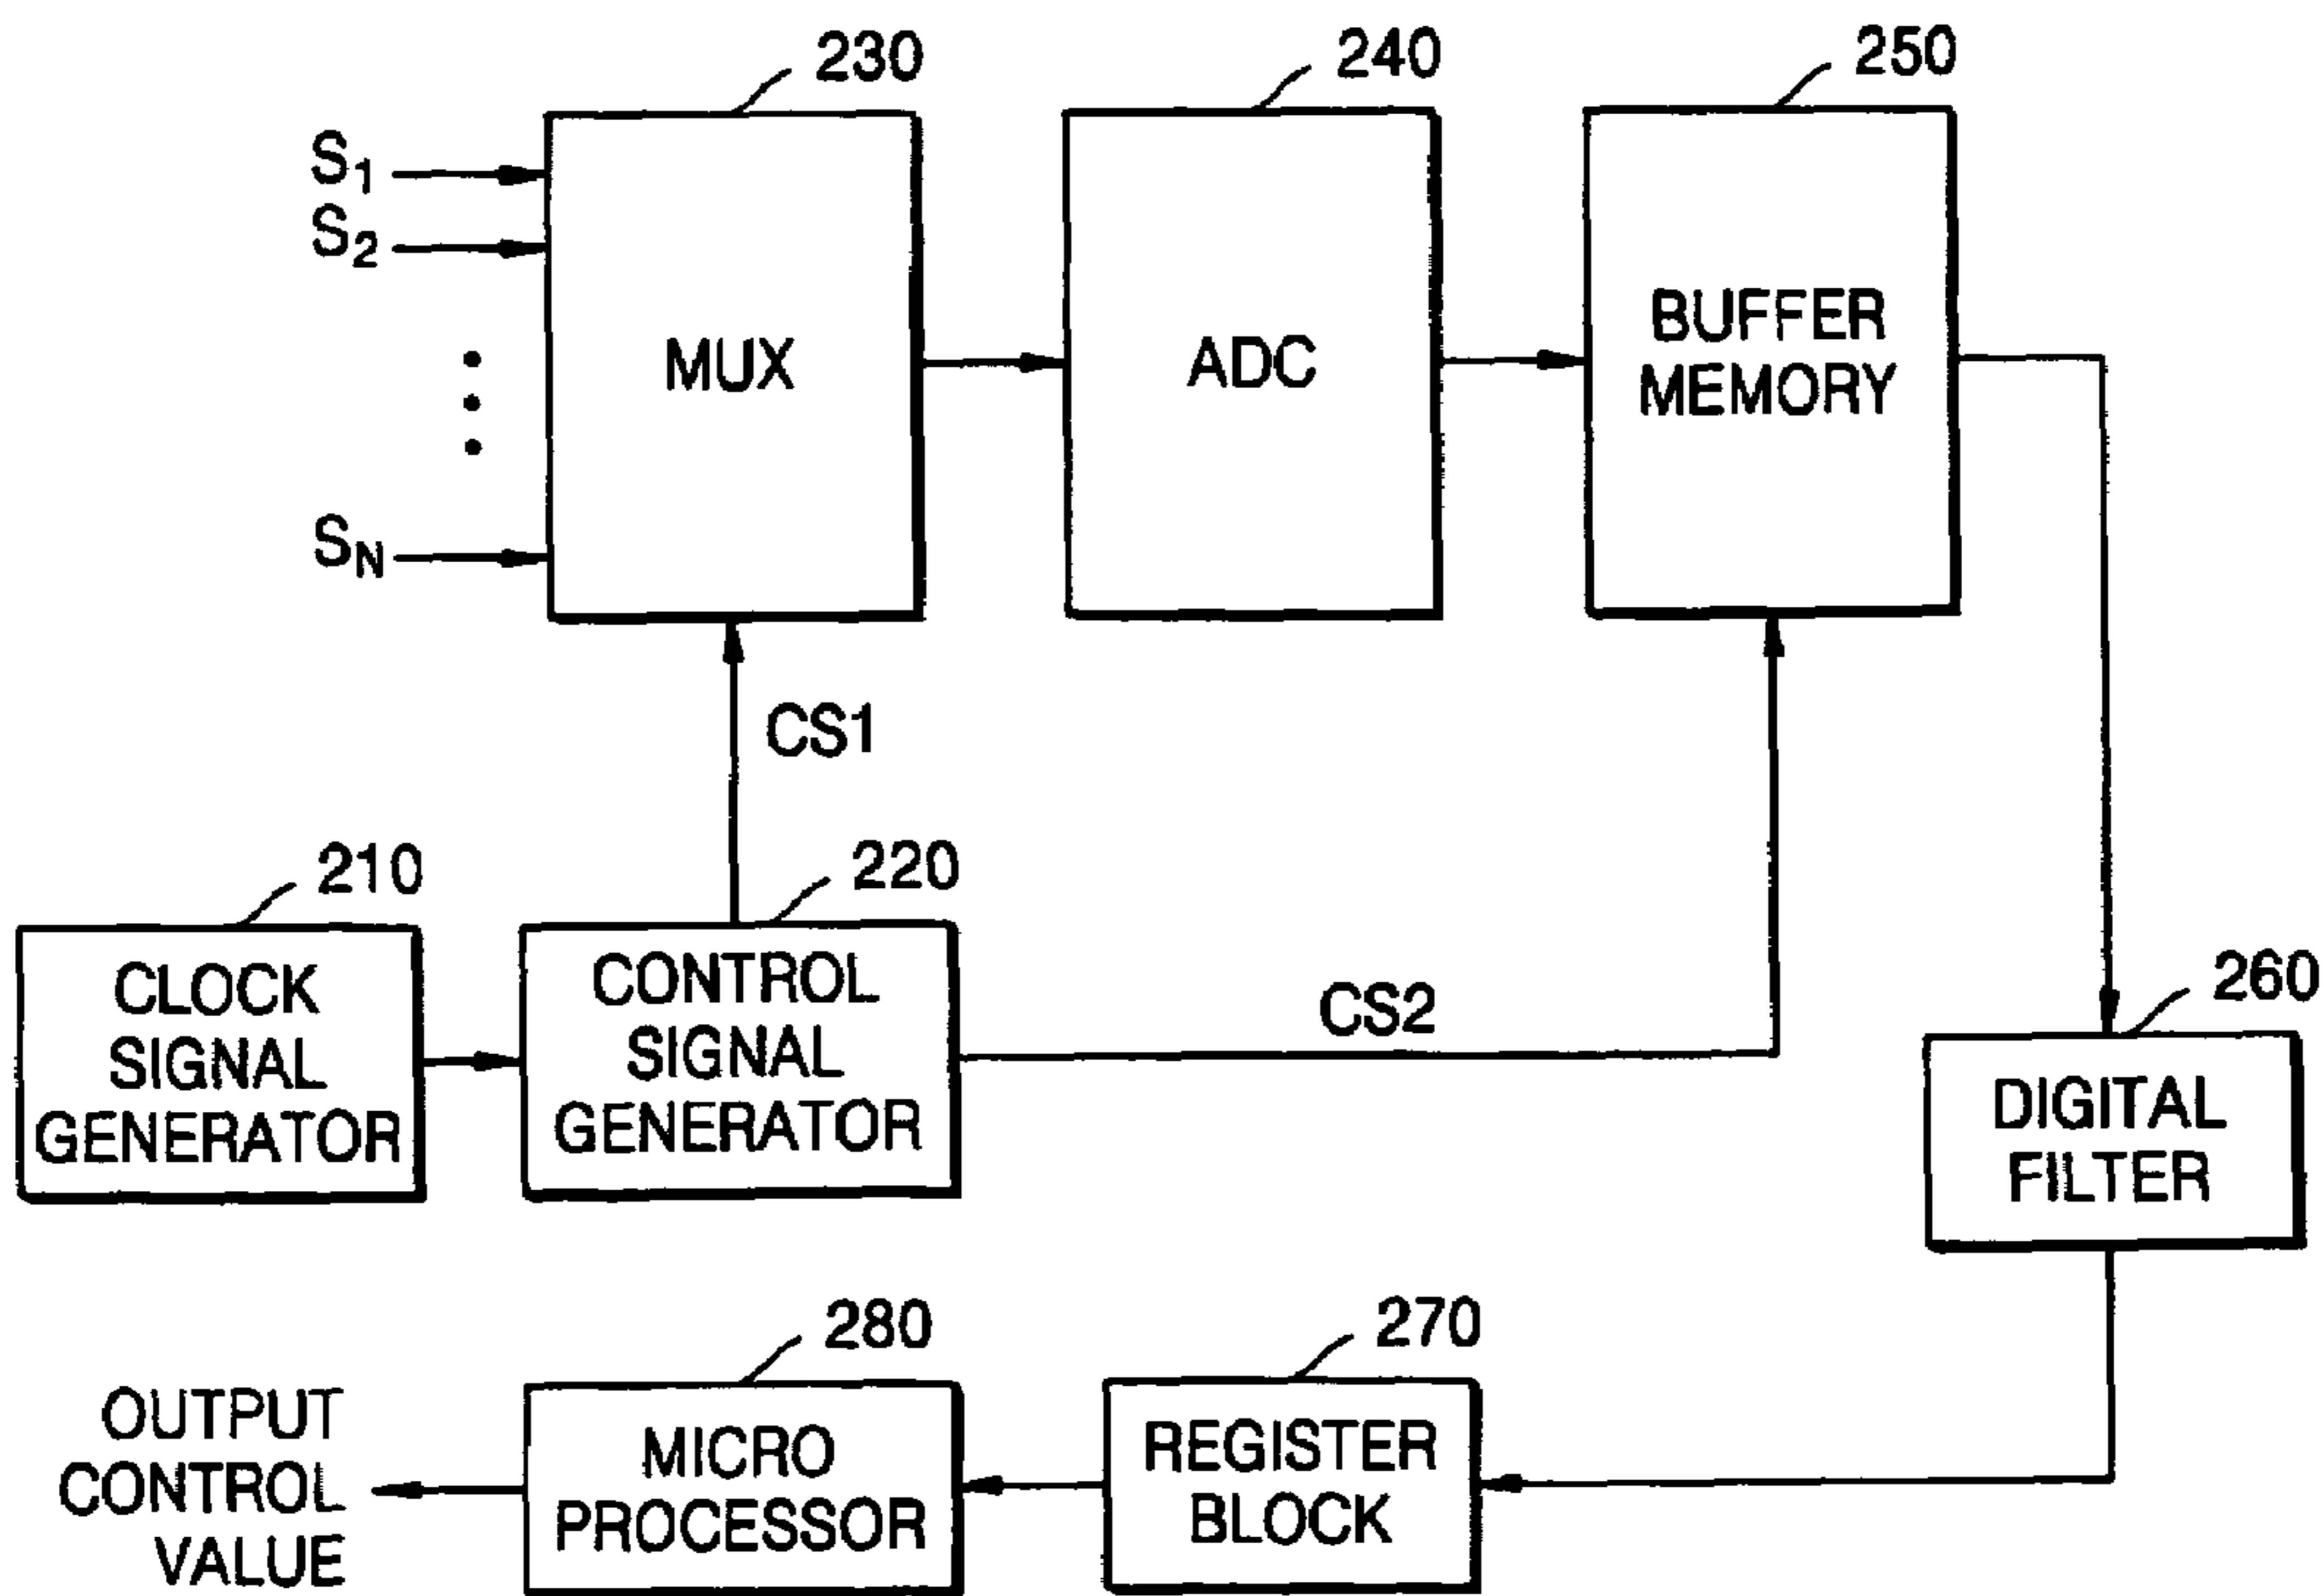 230
240
250
S1
S2
SN
MUX
ADC
BUFFER
MEMORY
CS1
210
220
CLOCK
SIGNAL
GENERATOR
CONTROL
SIGNAL
GENERATOR
CS2
260
DIGITAL
FILTER
280
270
OUTPUT
CONTROL
VALUE
MICRO
PROCESSOR
REGISTER
BLOCK